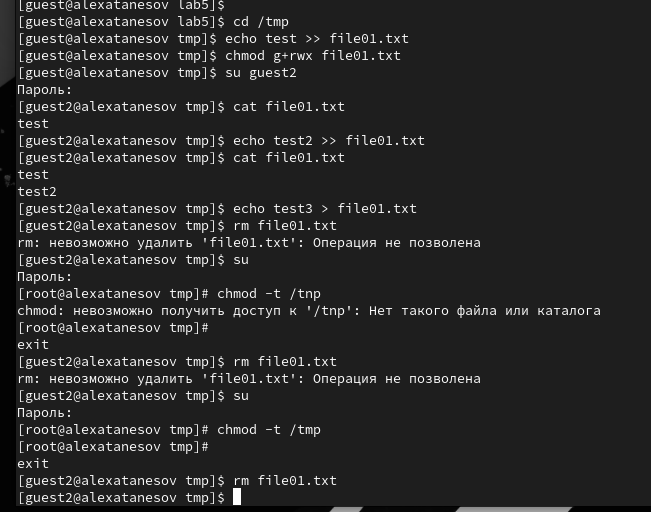 [guest@alexatanesov lab5]$
[guest@alexatanesov lab5]$ cd /tmp
[guest@alexatanesov tmp]$ echo test >> file01.txt
[guest@alexatanesov tmp]$ chmod g+rwx file01.txt
[guest@alexatanesov tmp]$ su guest2
Пароль:
[guest2@alexatanesov tmp]$ cat file01.txt
test
[guest2@alexatanesov tmp]$ echo test2 >> file01.txt
[guest2@alexatanesov tmp]$ cat file01.txt
test
test2
[guest2@alexatanesov tmp]$ echo test3 > file01.txt
[guest2@alexatanesov tmp]$ rm file01.txt
rm: невозможно удалить 'file01.txt': Операция не позволена
[guest2@alexatanesov tmp]$ su
Пароль:
[root@alexatanesov tmp]# chmod -t /tnp
chmod: невозможно получить доступ к '/tnp': Нет такого файла или каталога
[root@alexatanesov tmp]#
exit
[guest2@alexatanesov tmp]$ rm file01.txt
rm: невозможно удалить 'file01.txt': Операция не позволена
[guest2@alexatanesov tmp]$ su
Пароль:
[root@alexatanesov tmp]# chmod -t /tmp
[root@alexatanesov tmp]#
exit
[guest2@alexatanesov tmp]$ rm file01.txt
[guest2@alexatanesov tmp]$